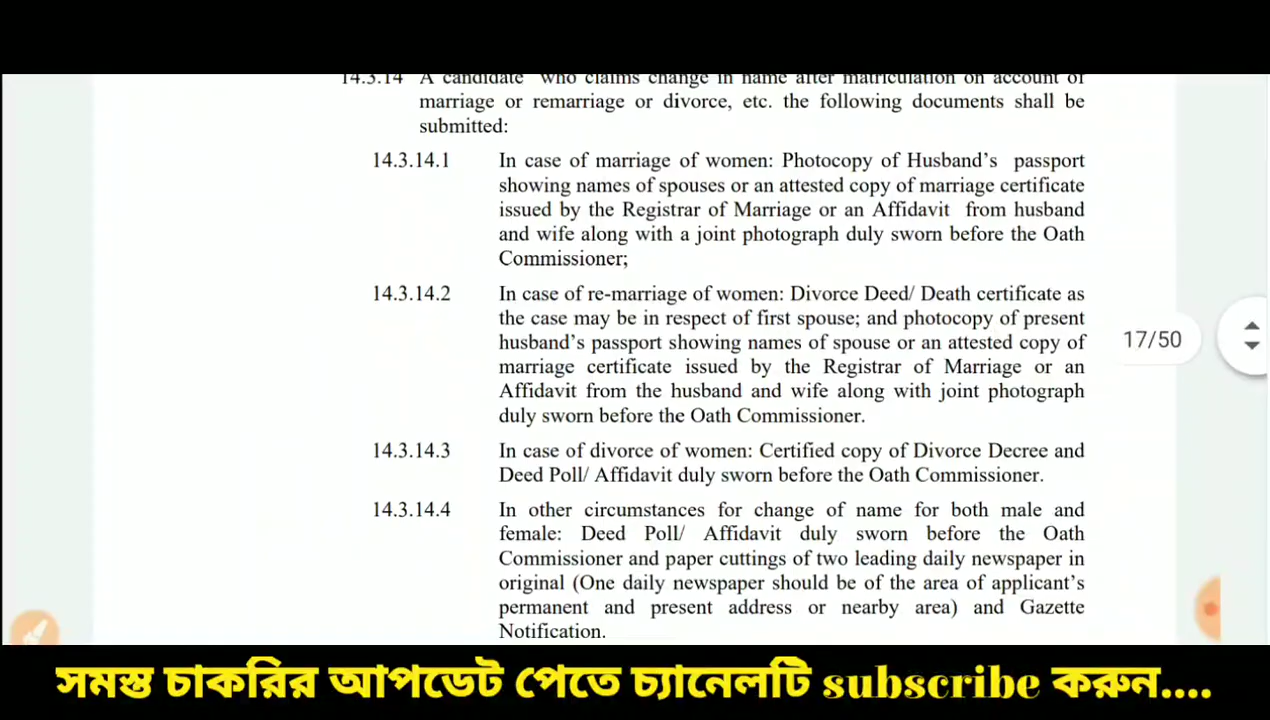 14.3.14 A candidate who claims change in name after matriculation on account of
marriage or remarriage or divorce, etc. the following documents shall be
submitted:
14.3.14.1 In case of marriage of women: Photocopy of Husband’s passport
showing names of spouses or an attested copy of marriage certificate
issued by the Registrar of Marriage or an Affidavit from husband
and wife along with a joint photograph duly sworn before the Oath
Commissioner;
14.3.14.2 In case of re-marriage of women: Divorce Deed/ Death certificate as
the case may be in respect of first spouse; and photocopy of present
husband’s passport showing names of spouse or an attested copy of
marriage certificate issued by the Registrar of Marriage or an
Affidavit from the husband and wife along with joint photograph
duly sworn before the Oath Commissioner.
17/50
14.3.14.3 In case of divorce of women: Certified copy of Divorce Decree and
Deed Poll/ Affidavit duly sworn before the Oath Commissioner.
14.3.14.4 In other circumstances for change of name for both male and
female: Deed Poll/ Affidavit duly sworn before the Oath
Commissioner and paper cuttings of two leading daily newspaper in
original (One daily newspaper should be of the area of applicant’s
permanent and present address or nearby area) and Gazette
Notification.
সমস্ত চাকরির আপডেট পেতে চ্যানেলটি subscribe করুন....